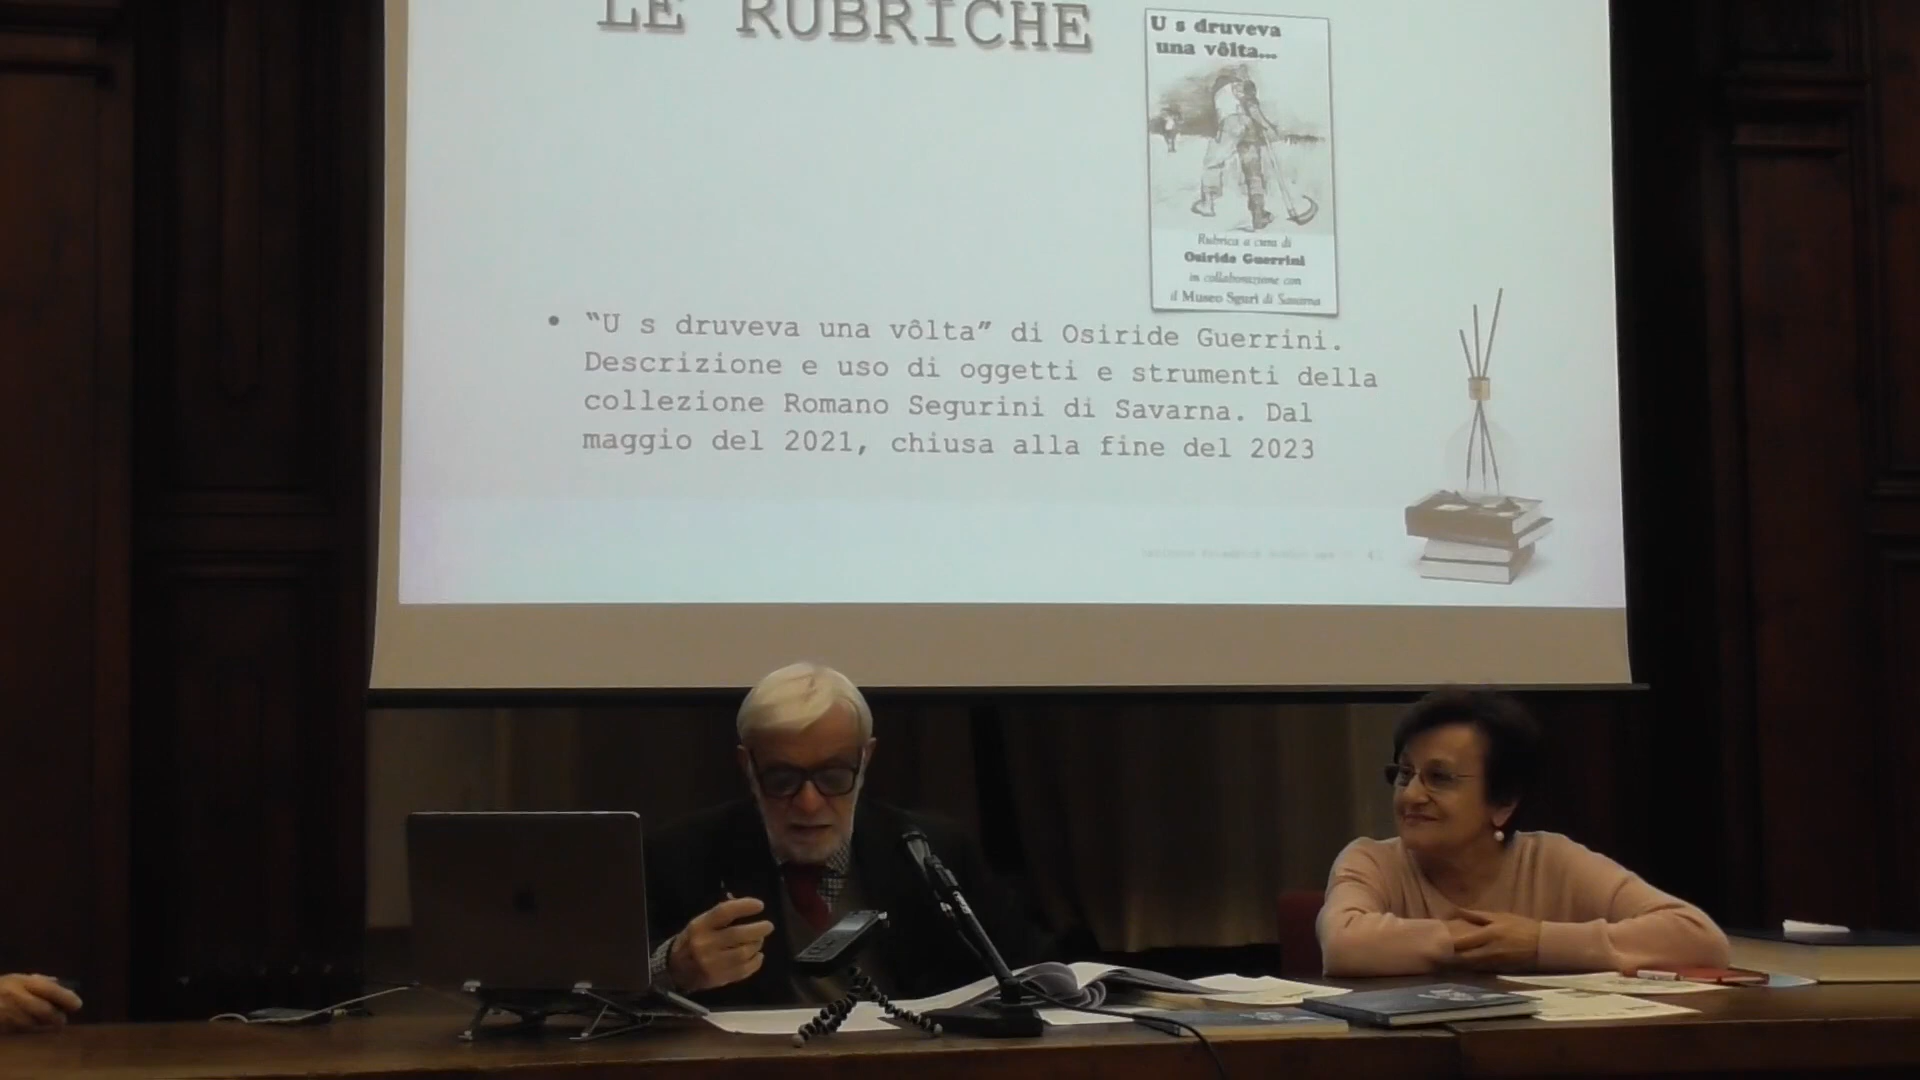 LE RUBRICHE
U s druveva
una vôlta...
Rubrica a cura di
Osiride Guerrini
in collaborazione con
il Museo Sguri di Savarna
• “U s druveva una vôlta” di Osiride Guerrini.
Descrizione e uso di oggetti e strumenti della
collezione Romano Segurini di Savarna. Dal
maggio del 2021, chiusa alla fine del 2023